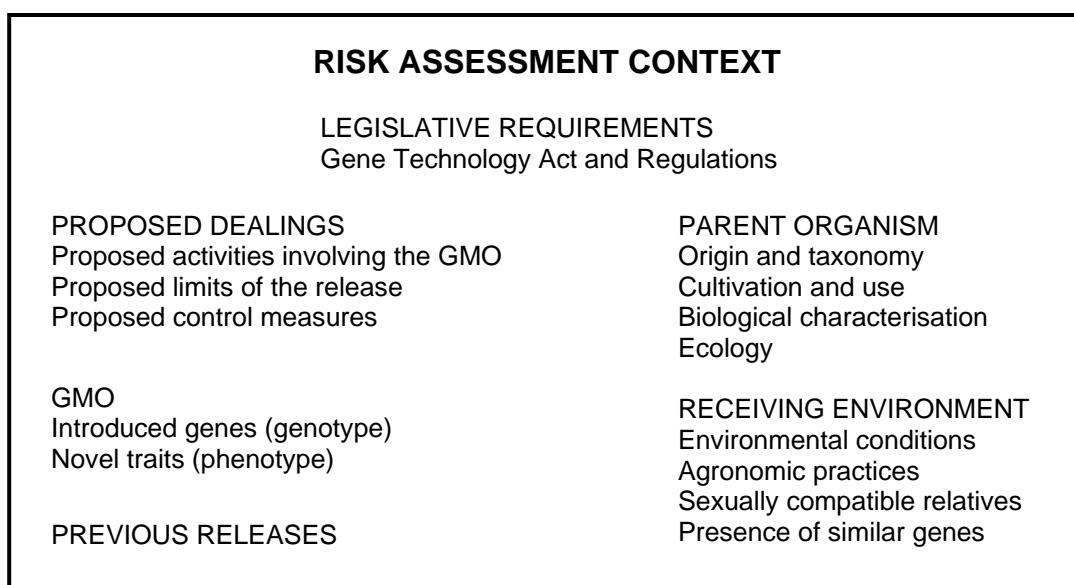 RISK ASSESSMENT CONTEXT
LEGISLATIVE REQUIREMENTS
Gene Technology Act and Regulations
PROPOSED DEALINGS
Proposed activities involving the GMO
Proposed limits of the release
Proposed control measures
GMO
Introduced genes (genotype)
Novel traits (phenotype)
PREVIOUS RELEASES
PARENT ORGANISM
Origin and taxonomy
Cultivation and use
Biological characterisation
Ecology
RECEIVING ENVIRONMENT
Environmental conditions
Agronomic practices
Sexually compatible relatives
Presence of similar genes